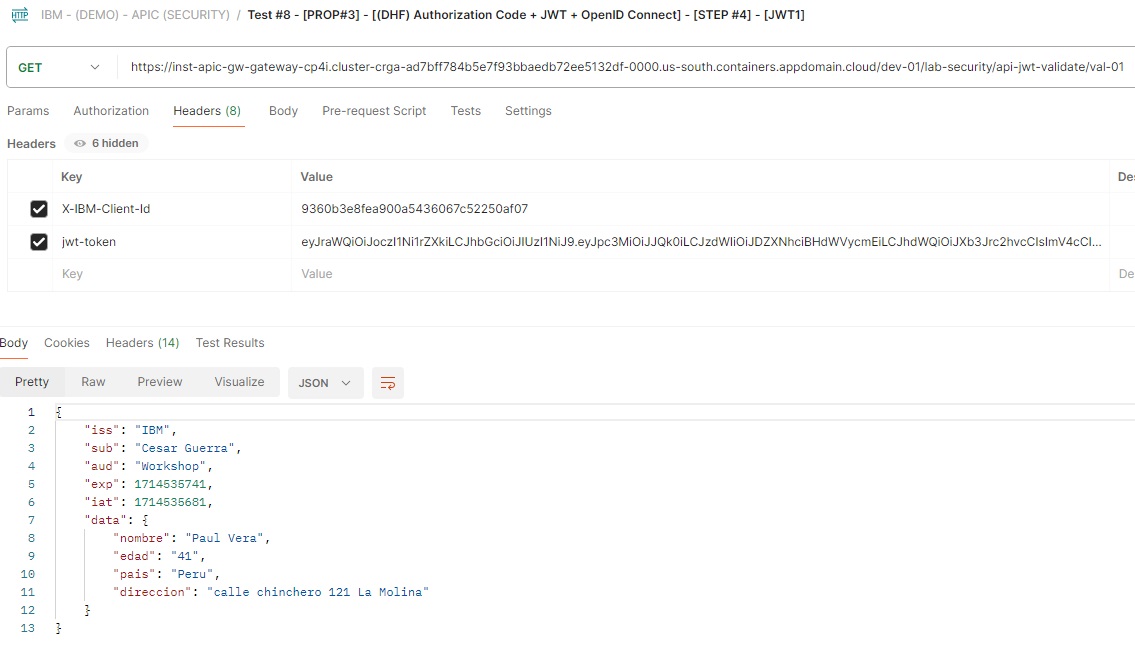 HTTP IBM - (DEMO) - APIC (SECURITY) / Test #8 - [PROP#3] - [(DHF) Authorization Code + JWT + OpenID Connect] - [STEP #4] - [JWT1]
GET https://inst-apic-gw-gateway-cp4i.cluster-crga-ad7bff784b5e7f93bbaedb72ee5132df-0000.us-south.containers.appdomain.cloud/dev-01/lab-security/api-jwt-validate/val-01
Params Authorization Headers (8) Body Pre-request Script Tests Settings
Headers 6 hidden
Key Value Des
X-IBM-Client-Id 9360b3e8fea900a5436067c52250af07
jwt-token eyJraWQiOiJoczI1Ni1rZXkiLCJhbGciOiJIUzI1NiJ9.eyJpc3MiOiJJQk0iLCJzdWIiOiJDZXNhciBHdWVycmEiLCJhdWQiOiJXb3Jrc2hvcCIsImV4cCI...
Key Value De
Body Cookies Headers (14) Test Results
Pretty Raw Preview Visualize JSON
1 {
2 "iss": "IBM",
3 "sub": "Cesar Guerra",
4 "aud": "Workshop",
5 "exp": 1714535741,
6 "iat": 1714535681,
7 "data": {
8 "nombre": "Paul Vera",
9 "edad": "41",
10 "pais": "Peru",
11 "direccion": "calle chinchero 121 La Molina"
12 }
13 }